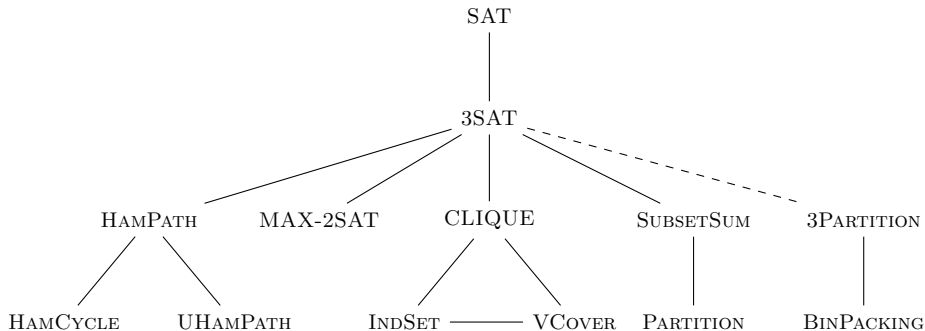 SAT
3SAT
HAMPATH MAX-2SAT CLIQUE SUBSETSUM 3PARTITION
HAMCYCLE UHAMPATH INDSET VCOVER PARTITION BINPACKING